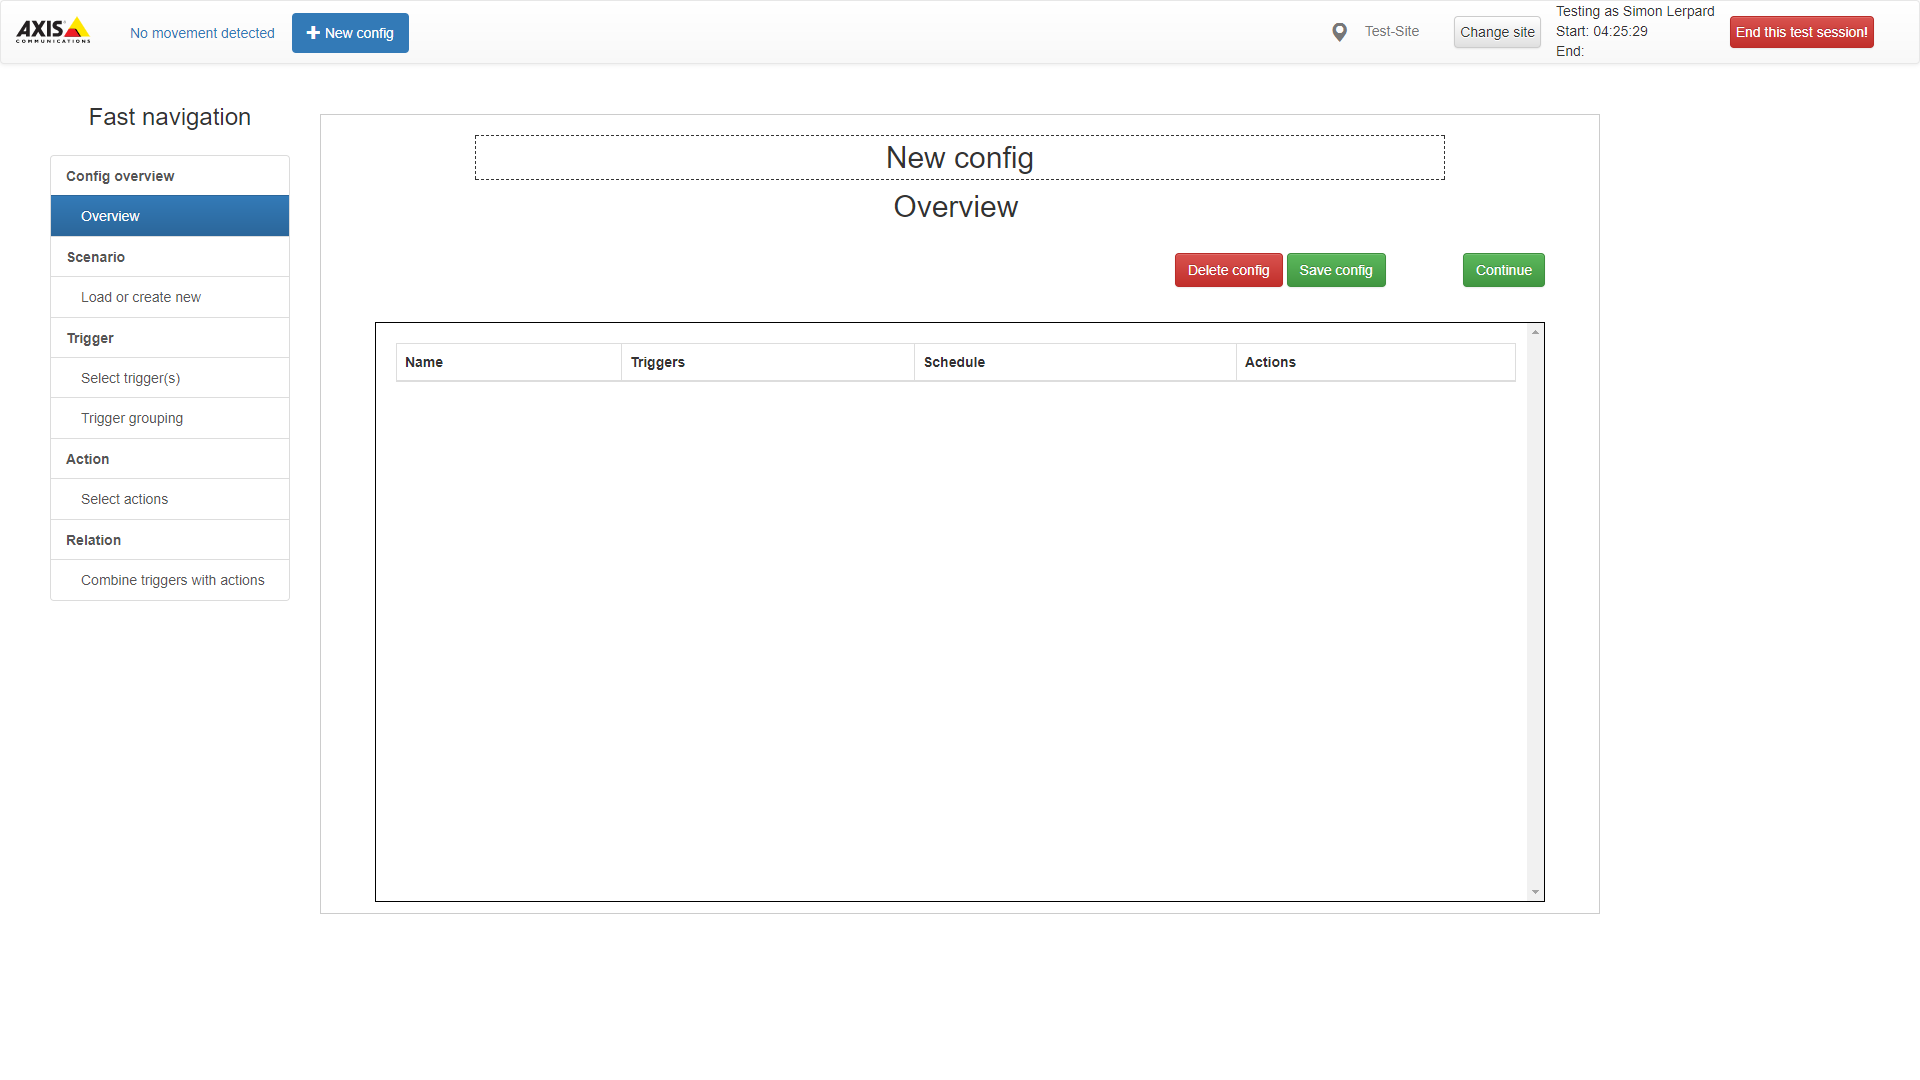 AXIS
COMMUNICATIONS
No movement detected
New config
Test-Site
Change site
Testing as Simon Lerpard
Start: 04:25:29
End:
End this test session!
Fast navigation
Config overview
Overview
Scenario
Load or create new
Trigger
Select trigger(s)
Trigger grouping
Action
Select actions
Relation
Combine triggers with actions
New config
Overview
Delete config
Save config
Continue
Name Triggers Schedule Actions